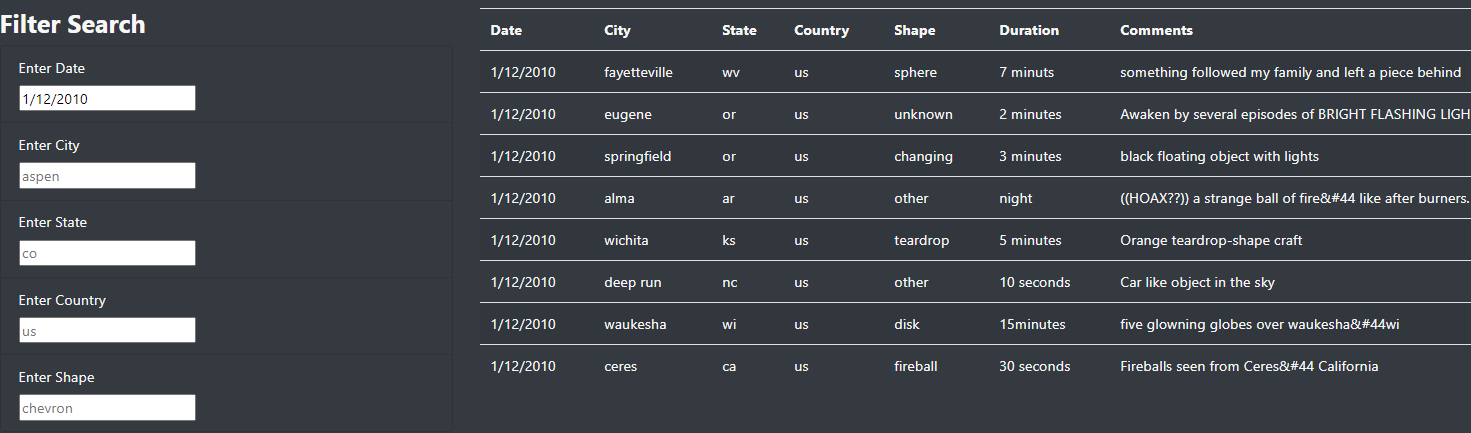 Filter Search
Enter Date
1/12/2010
Enter City
aspen
Enter State
co
Enter Country
us
Enter Shape
chevron
Date City State Country Shape Duration Comments
1/12/2010 fayetteville wv us sphere 7 minuts something followed my family and left a piece behind
1/12/2010 eugene or us unknown 2 minutes Awaken by several episodes of BRIGHT FLASHING LIGH
1/12/2010 springfield or us changing 3 minutes black floating object with lights
1/12/2010 alma ar us other night ((HOAX??)) a strange ball of fire&#44 like after burners.
1/12/2010 wichita ks us teardrop 5 minutes Orange teardrop-shape craft
1/12/2010 deep run nc us other 10 seconds Car like object in the sky
1/12/2010 waukesha wi us disk 15minutes five glowning globes over waukesha&#44wi
1/12/2010 ceres ca us fireball 30 seconds Fireballs seen from Ceres&#44 California